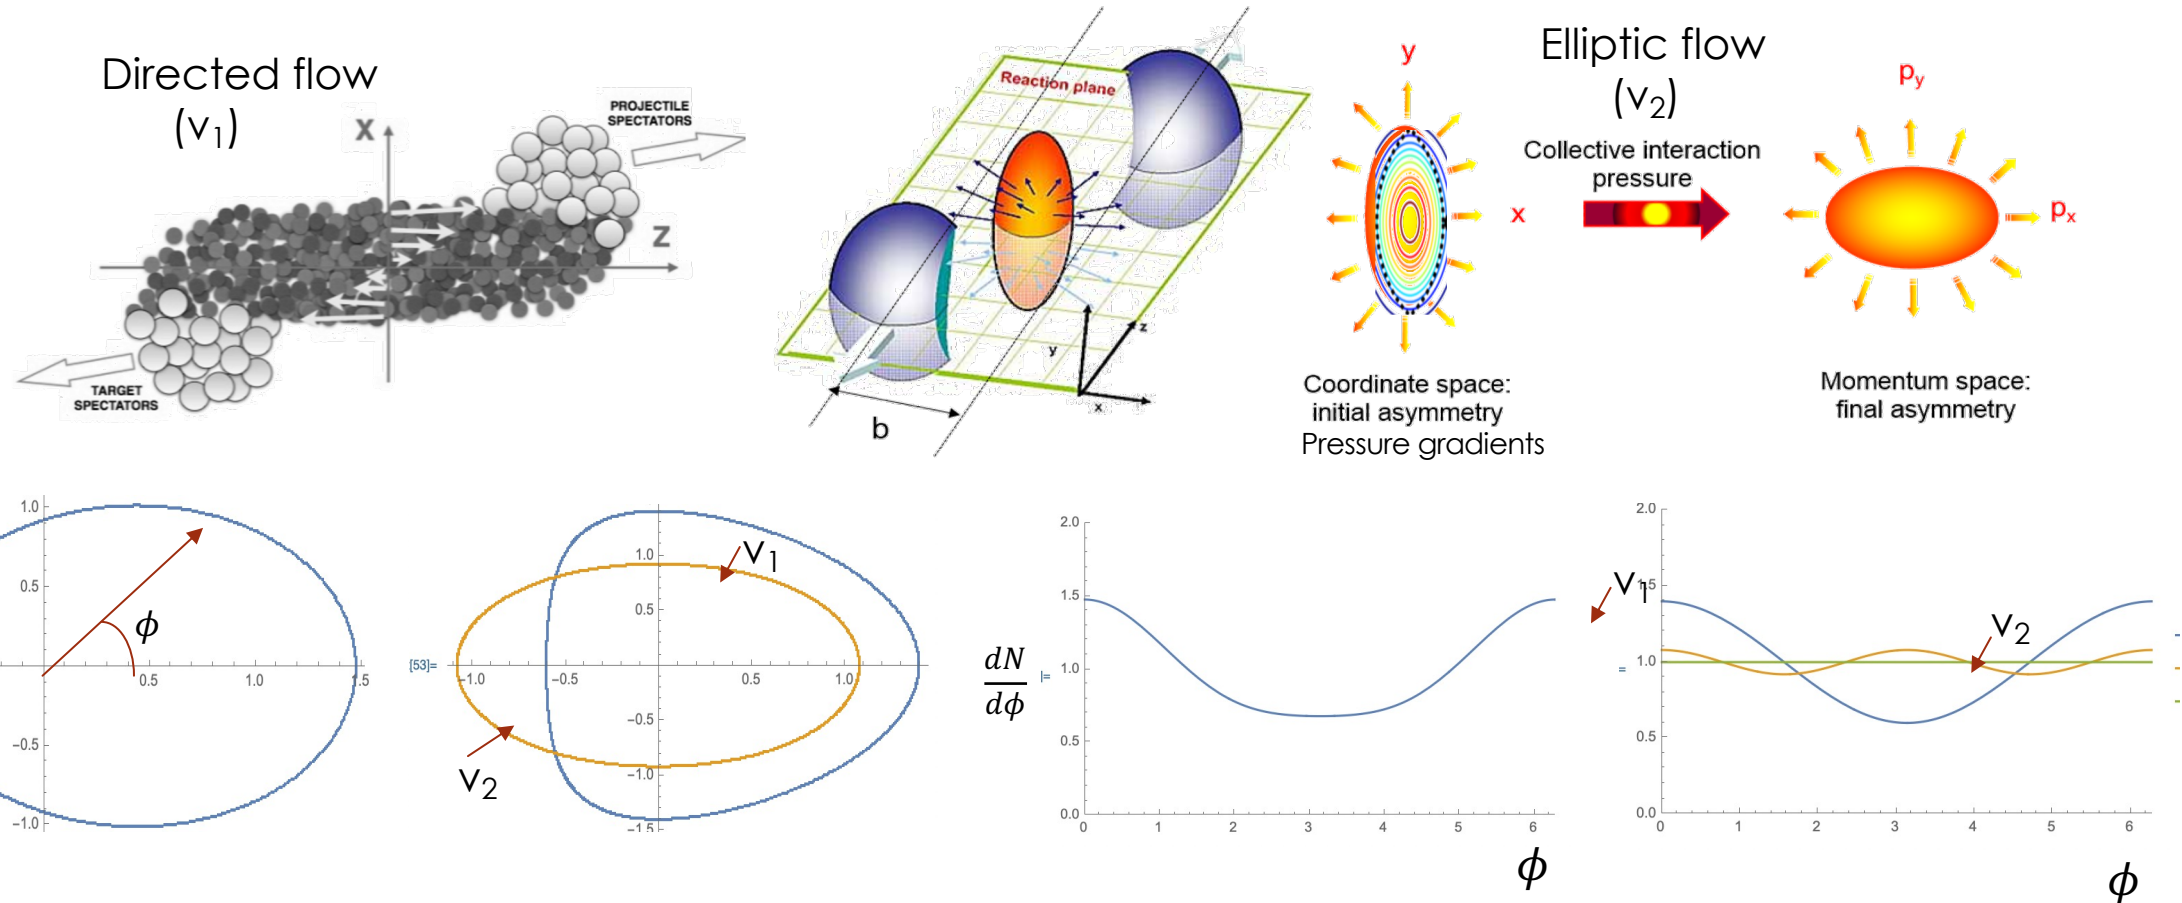 Directed flow
(v1)
PROJECTILE
SPECTATORS
X
Z
TARGET
SPECTATORS
Reaction plane
y
z
x
b
y
x
Elliptic flow
(v2)
Collective interaction
pressure
py
px
Coordinate space:
initial asymmetry
Pressure gradients
Momentum space:
final asymmetry
1.0
0.5
-0.5
-1.0
0.5
1.0
1.5
ϕ
[53]=
1.0
0.5
-0.5
-1.0
-1.5
-1.0
-0.5
0.5
1.0
v1
v2
dN
dϕ
2.0
1.5
1.0
0.5
0.0
0 1 2 3 4 5 6
ϕ
v1
v2
=
2.0
1.5
1.0
0.5
0.0
0 1 2 3 4 5 6
ϕ